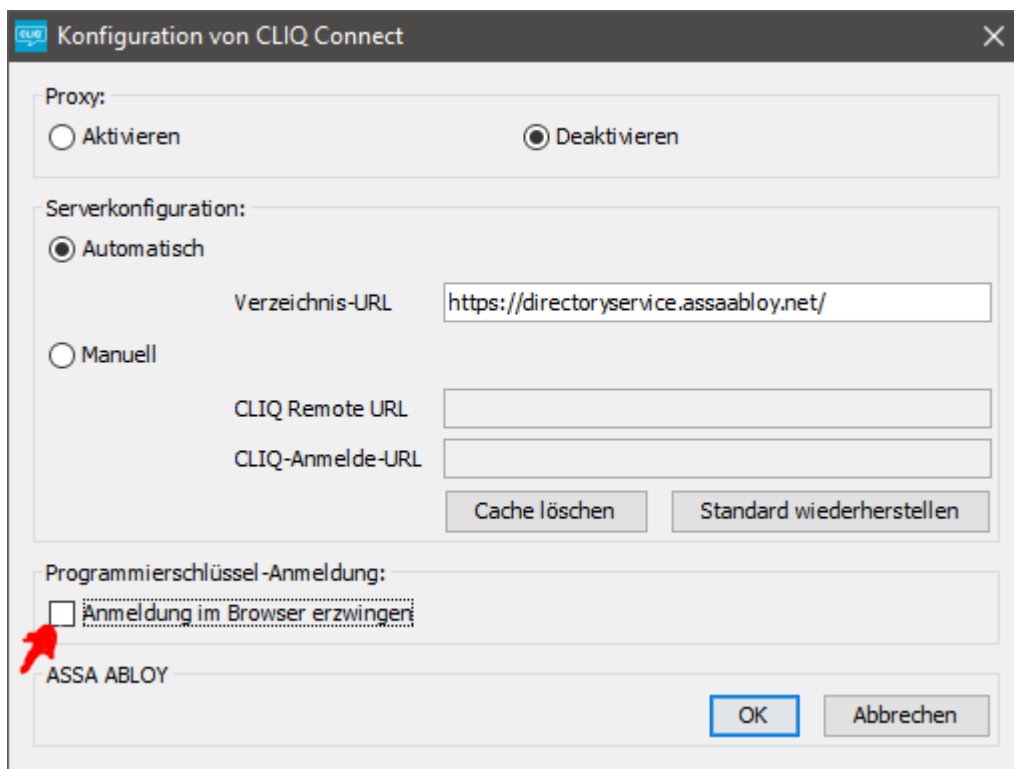 CLIQ Konfiguration von CLIQ Connect
Proxy:
Aktivieren Deaktivieren
Serverkonfiguration:
Automatisch
Verzeichnis-URL https://directoryservice.assaabloy.net/
Manuell
CLIQ Remote URL
CLIQ-Anmelde-URL
Cache löschen Standard wiederherstellen
Programmierschlüssel-Anmeldung:
Anmeldung im Browser erzwingen
ASSA ABLOY
OK Abbrechen